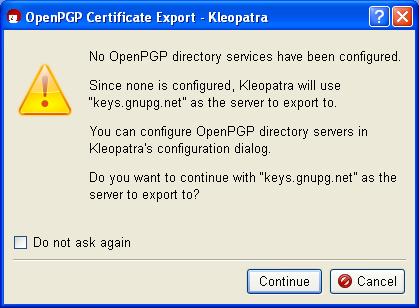 OpenPGP Certificate Export - Kleopatra
No OpenPGP directory services have been configured.
Since none is configured, Kleopatra will use
"keys.gnupg.net" as the server to export to.
You can configure OpenPGP directory servers in
Kleopatra's configuration dialog.
Do you want to continue with "keys.gnupg.net" as the
server to export to?
Do not ask again
Continue
Cancel